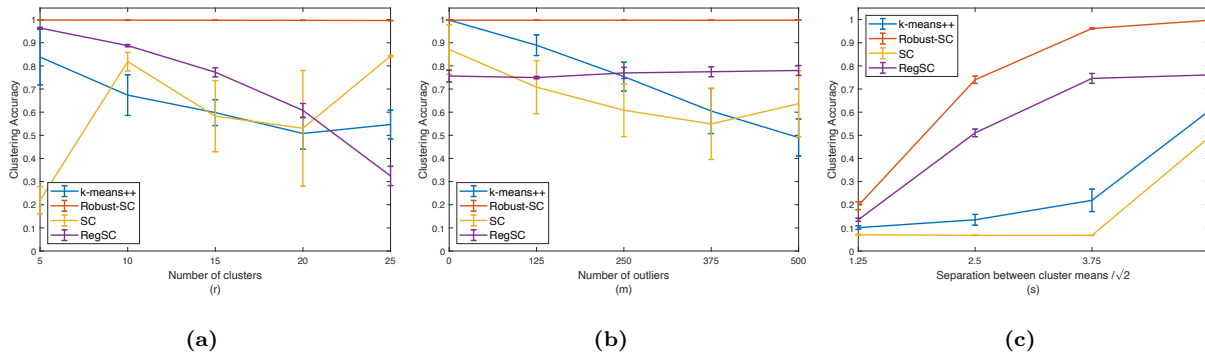 Clustering Accuracy
1
0.9
0.8
0.7
0.6
0.5
0.4
0.3
0.2
0.1
0
k-means++
Robust-SC
SC
RegSC
5 10 15 20 25
Number of clusters
(r)
(a)
Clustering Accuracy
1
0.9
0.8
0.7
0.6
0.5
0.4
0.3
0.2
0.1
0
k-means++
Robust-SC
SC
RegSC
0 125 250 375 500
Number of outliers
(m)
(b)
Clustering Accuracy
1
0.9
0.8
0.7
0.6
0.5
0.4
0.3
0.2
0.1
0
k-means++
Robust-SC
SC
RegSC
1.25 2.5 3.75
Separation between cluster means /√2
(s)
(c)